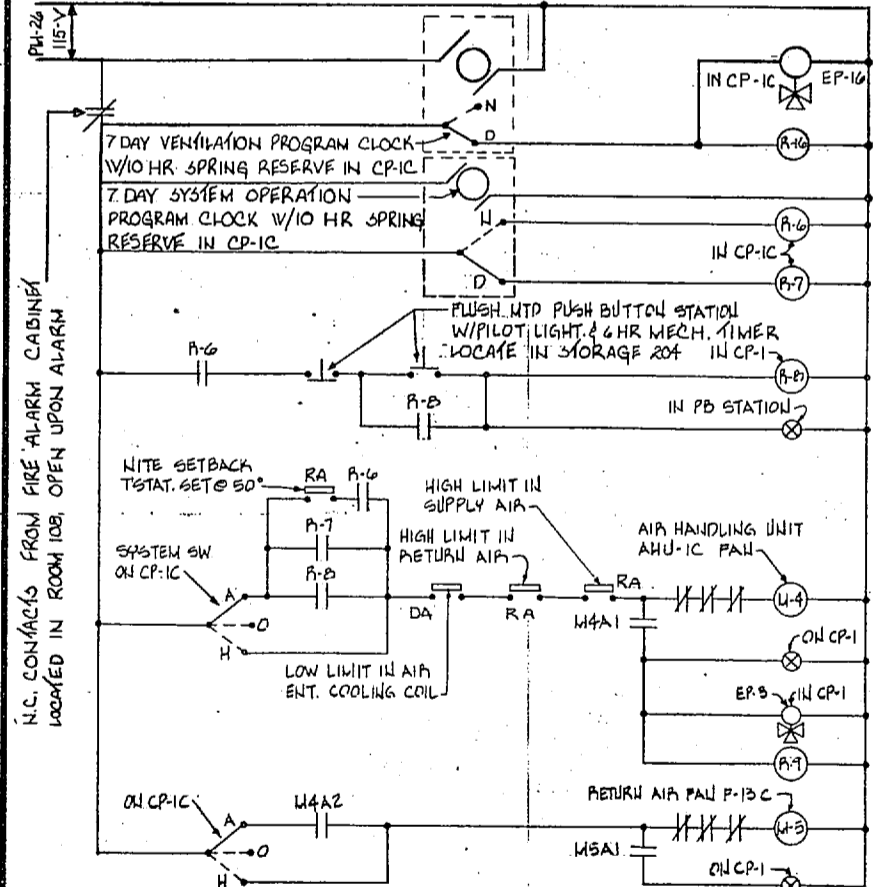 PH-26
115-V
IN CP-1C
EP-16
N
D
R-16
7 DAY VENTILATION PROGRAM CLOCK
W/10 HR. SPRING RESERVE IN CP-1C
7 DAY SYSTEM OPERATION
PROGRAM CLOCK W/10 HR SPRING
RESERVE IN CP-1C
N
R-6
IN CP-1C
D
R-7
N.C. CONTACTS FROM FIRE ALARM CABINET
LOCATED IN ROOM 108, OPEN UPON ALARM
FLUSH MTD PUSH BUTTON STATION
W/PILOT LIGHT & 6 HR MECH. TIMER
LOCATE IN STORAGE 204
IN CP-1
R-6
R-8
R-8
IN PB STATION
NITE SETBACK
T'STAT. SET @ 50°
RA
R-6
HIGH LIMIT IN
SUPPLY AIR
R-7
HIGH LIMIT IN
RETURN AIR
AIR HANDLING UNIT
AHU-1C FAN
SYSTEM SW.
ON CP-1C
R-8
A
O
H
DA
RA
RA
M4A1
M-4
ON CP-1
LOW LIMIT IN AIR
ENT. COOLING COIL
EP-3
IN CP-1
R-9
RETURN AIR FAN F-13C
ON CP-1C
A
O
H
M4A2
M-5
M5A1
ON CP-1